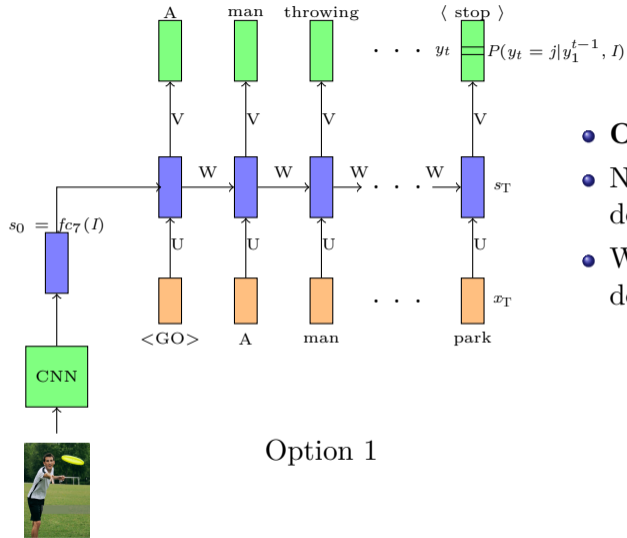 A man throwing ⟨ stop ⟩
· · · y_t P(y_t = j|y_1^{t-1}, I)
V V V V
W W W W
· · · s_T
s_0 = fc_7(I)
U U U U
· · · x_T
<GO> A man park
CNN
Option 1